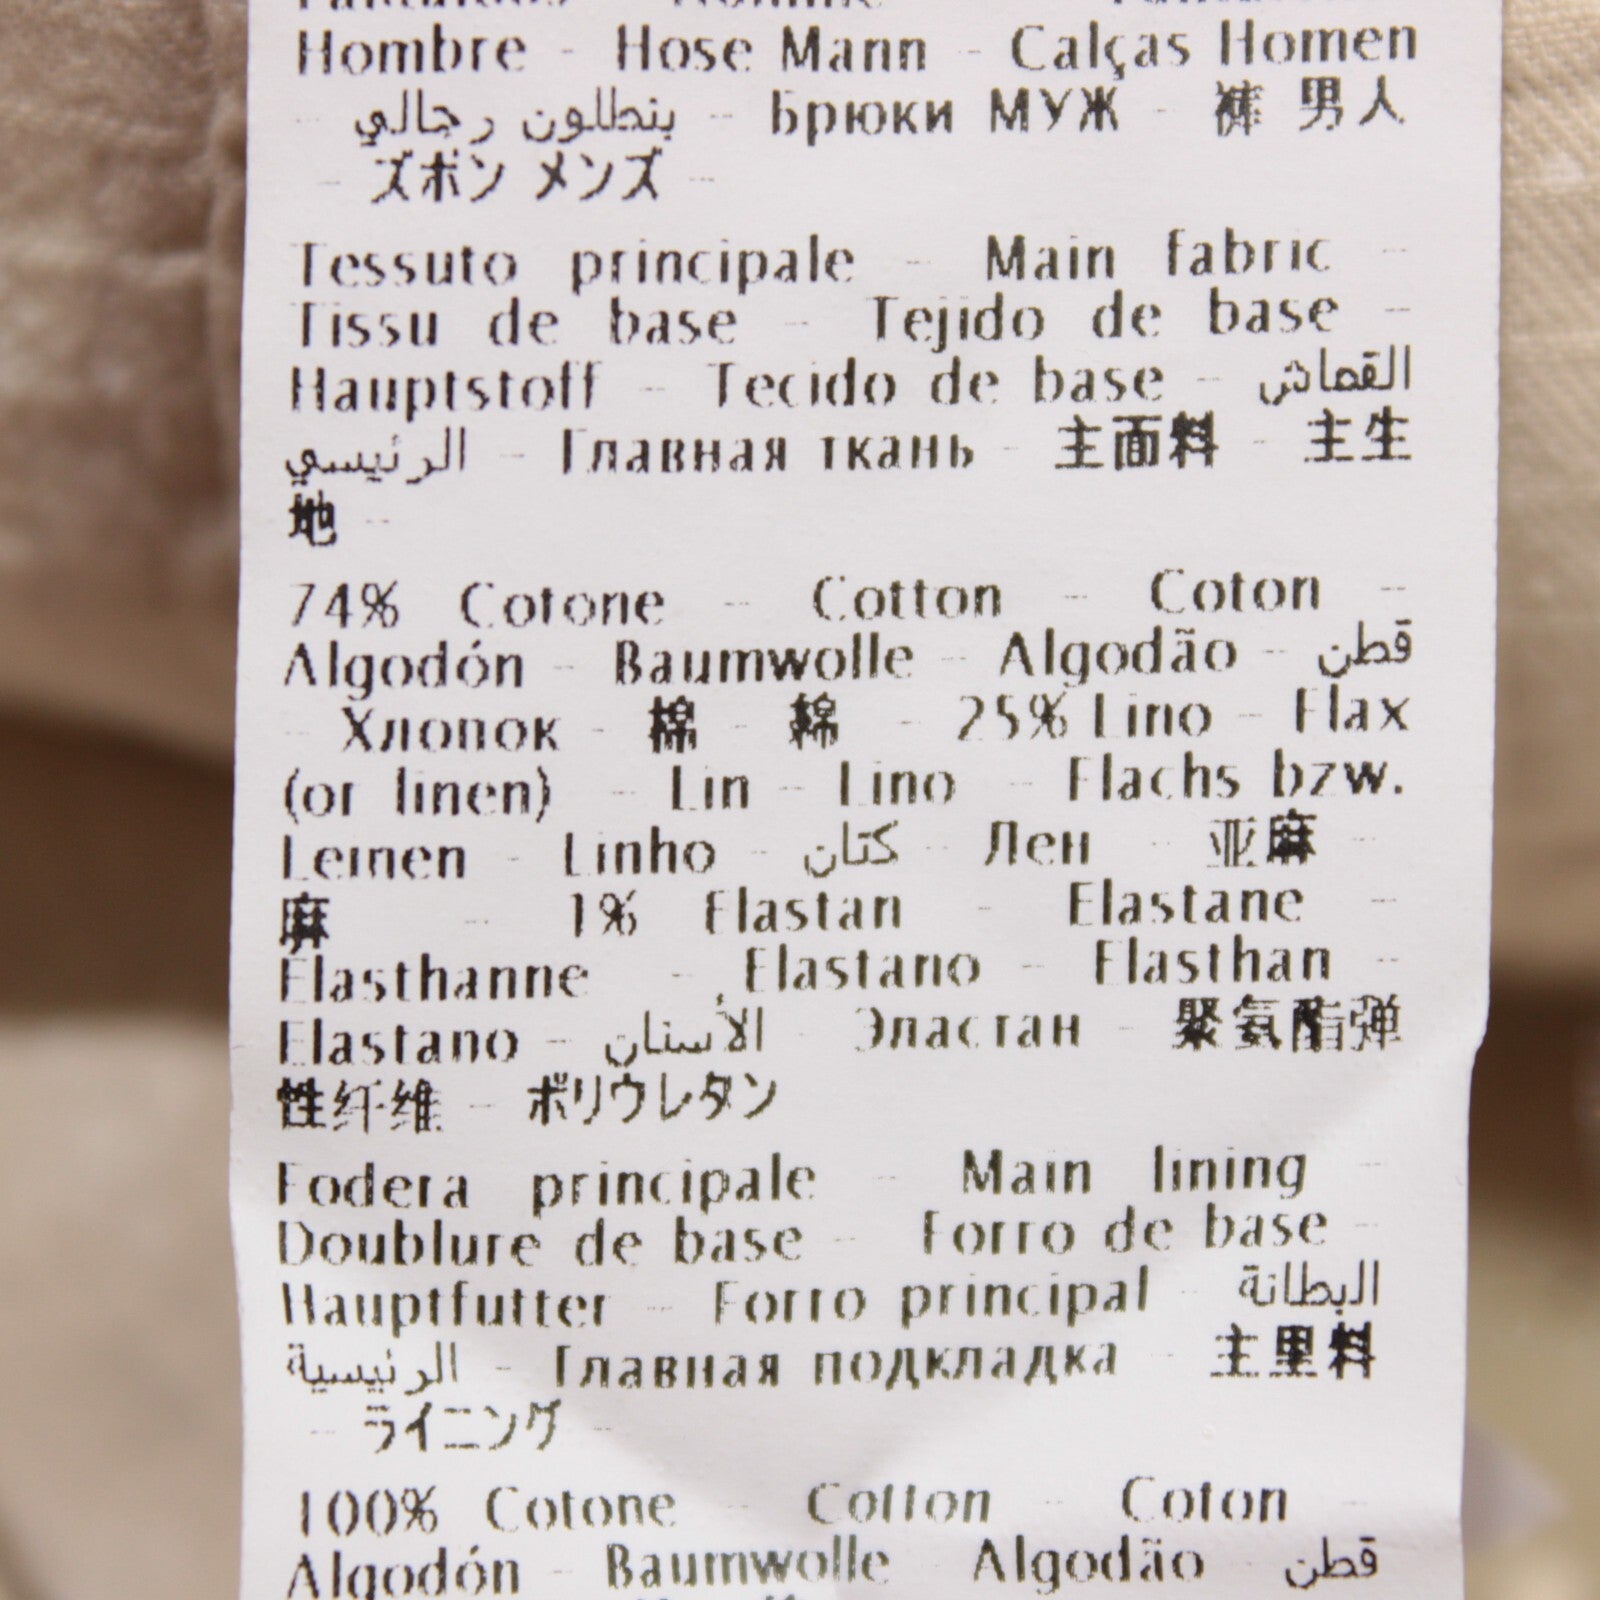 Hombre - Hose Mann - Calças Homen
- بنطلون رجالي - Брюки МУЖ - 裤 男人
- ズボン メンズ -
Tessuto principale - Main fabric -
Tissu de base - Tejido de base -
Hauptstoff - Tecido de base - القماش
الرئيسي - Главная ткань - 主面料 - 主生
地 -
74% Cotone - Cotton - Coton -
Algodón - Baumwolle - Algodão - قطن
- Хлопок - 棉 - 綿 - 25% Lino - Flax
(or linen) - Lin - Lino - Flachs bzw.
Leinen - Linho - كتان - Лен - 亚麻 -
麻 - 1% Elastan - Elastane -
Elasthanne - Elastano - Elasthan -
Elastano - الأستان - Эластан - 聚氨酯弹
性纤维 - ポリウレタン
Fodera principale - Main lining -
Doublure de base - Forro de base -
Hauptfutter - Forro principal - البطانة
الرئيسية - Главная подкладка - 主里料
- ライニング -
100% Cotone - Cotton - Coton -
Algodón - Baumwolle - Algodão - قطن